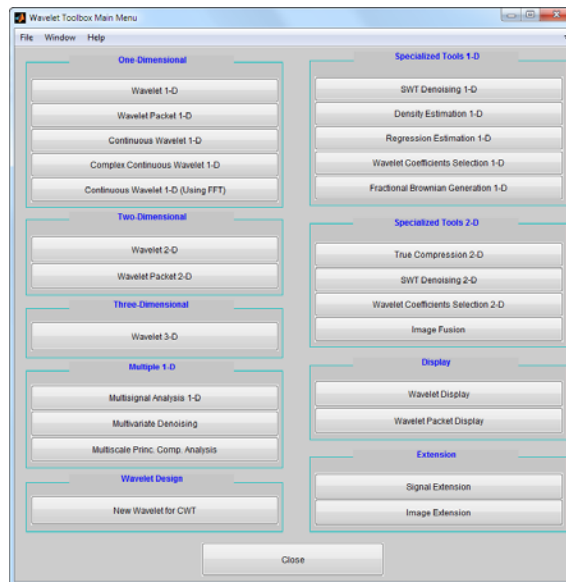 Wavelet Toolbox Main Menu
File Window Help
One-Dimensional
Wavelet 1-D
Wavelet Packet 1-D
Continuous Wavelet 1-D
Complex Continuous Wavelet 1-D
Continuous Wavelet 1-D (Using FFT)
Two-Dimensional
Wavelet 2-D
Wavelet Packet 2-D
Three-Dimensional
Wavelet 3-D
Multiple 1-D
Multisignal Analysis 1-D
Multivariate Denoising
Multiscale Princ. Comp. Analysis
Wavelet Design
New Wavelet for CWT
Specialized Tools 1-D
SWT Denoising 1-D
Density Estimation 1-D
Regression Estimation 1-D
Wavelet Coefficients Selection 1-D
Fractional Brownian Generation 1-D
Specialized Tools 2-D
True Compression 2-D
SWT Denoising 2-D
Wavelet Coefficients Selection 2-D
Image Fusion
Display
Wavelet Display
Wavelet Packet Display
Extension
Signal Extension
Image Extension
Close